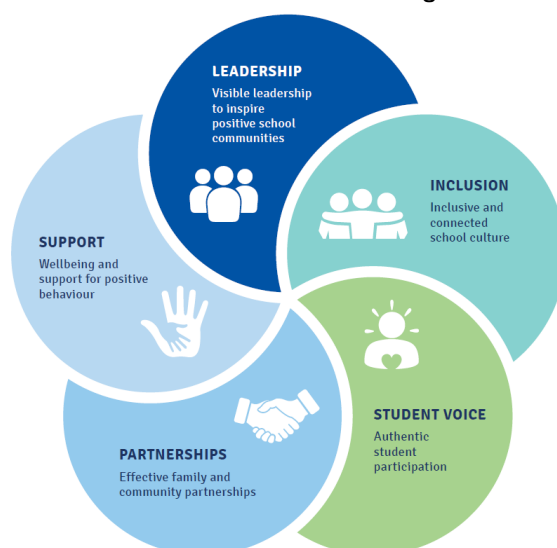 LEADERSHIP
Visible leadership
to inspire
positive school
communities
INCLUSION
Inclusive and
connected
school culture
SUPPORT
Wellbeing and
support for positive
behaviour
STUDENT VOICE
Authentic
student
participation
PARTNERSHIPS
Effective family and
community partnerships